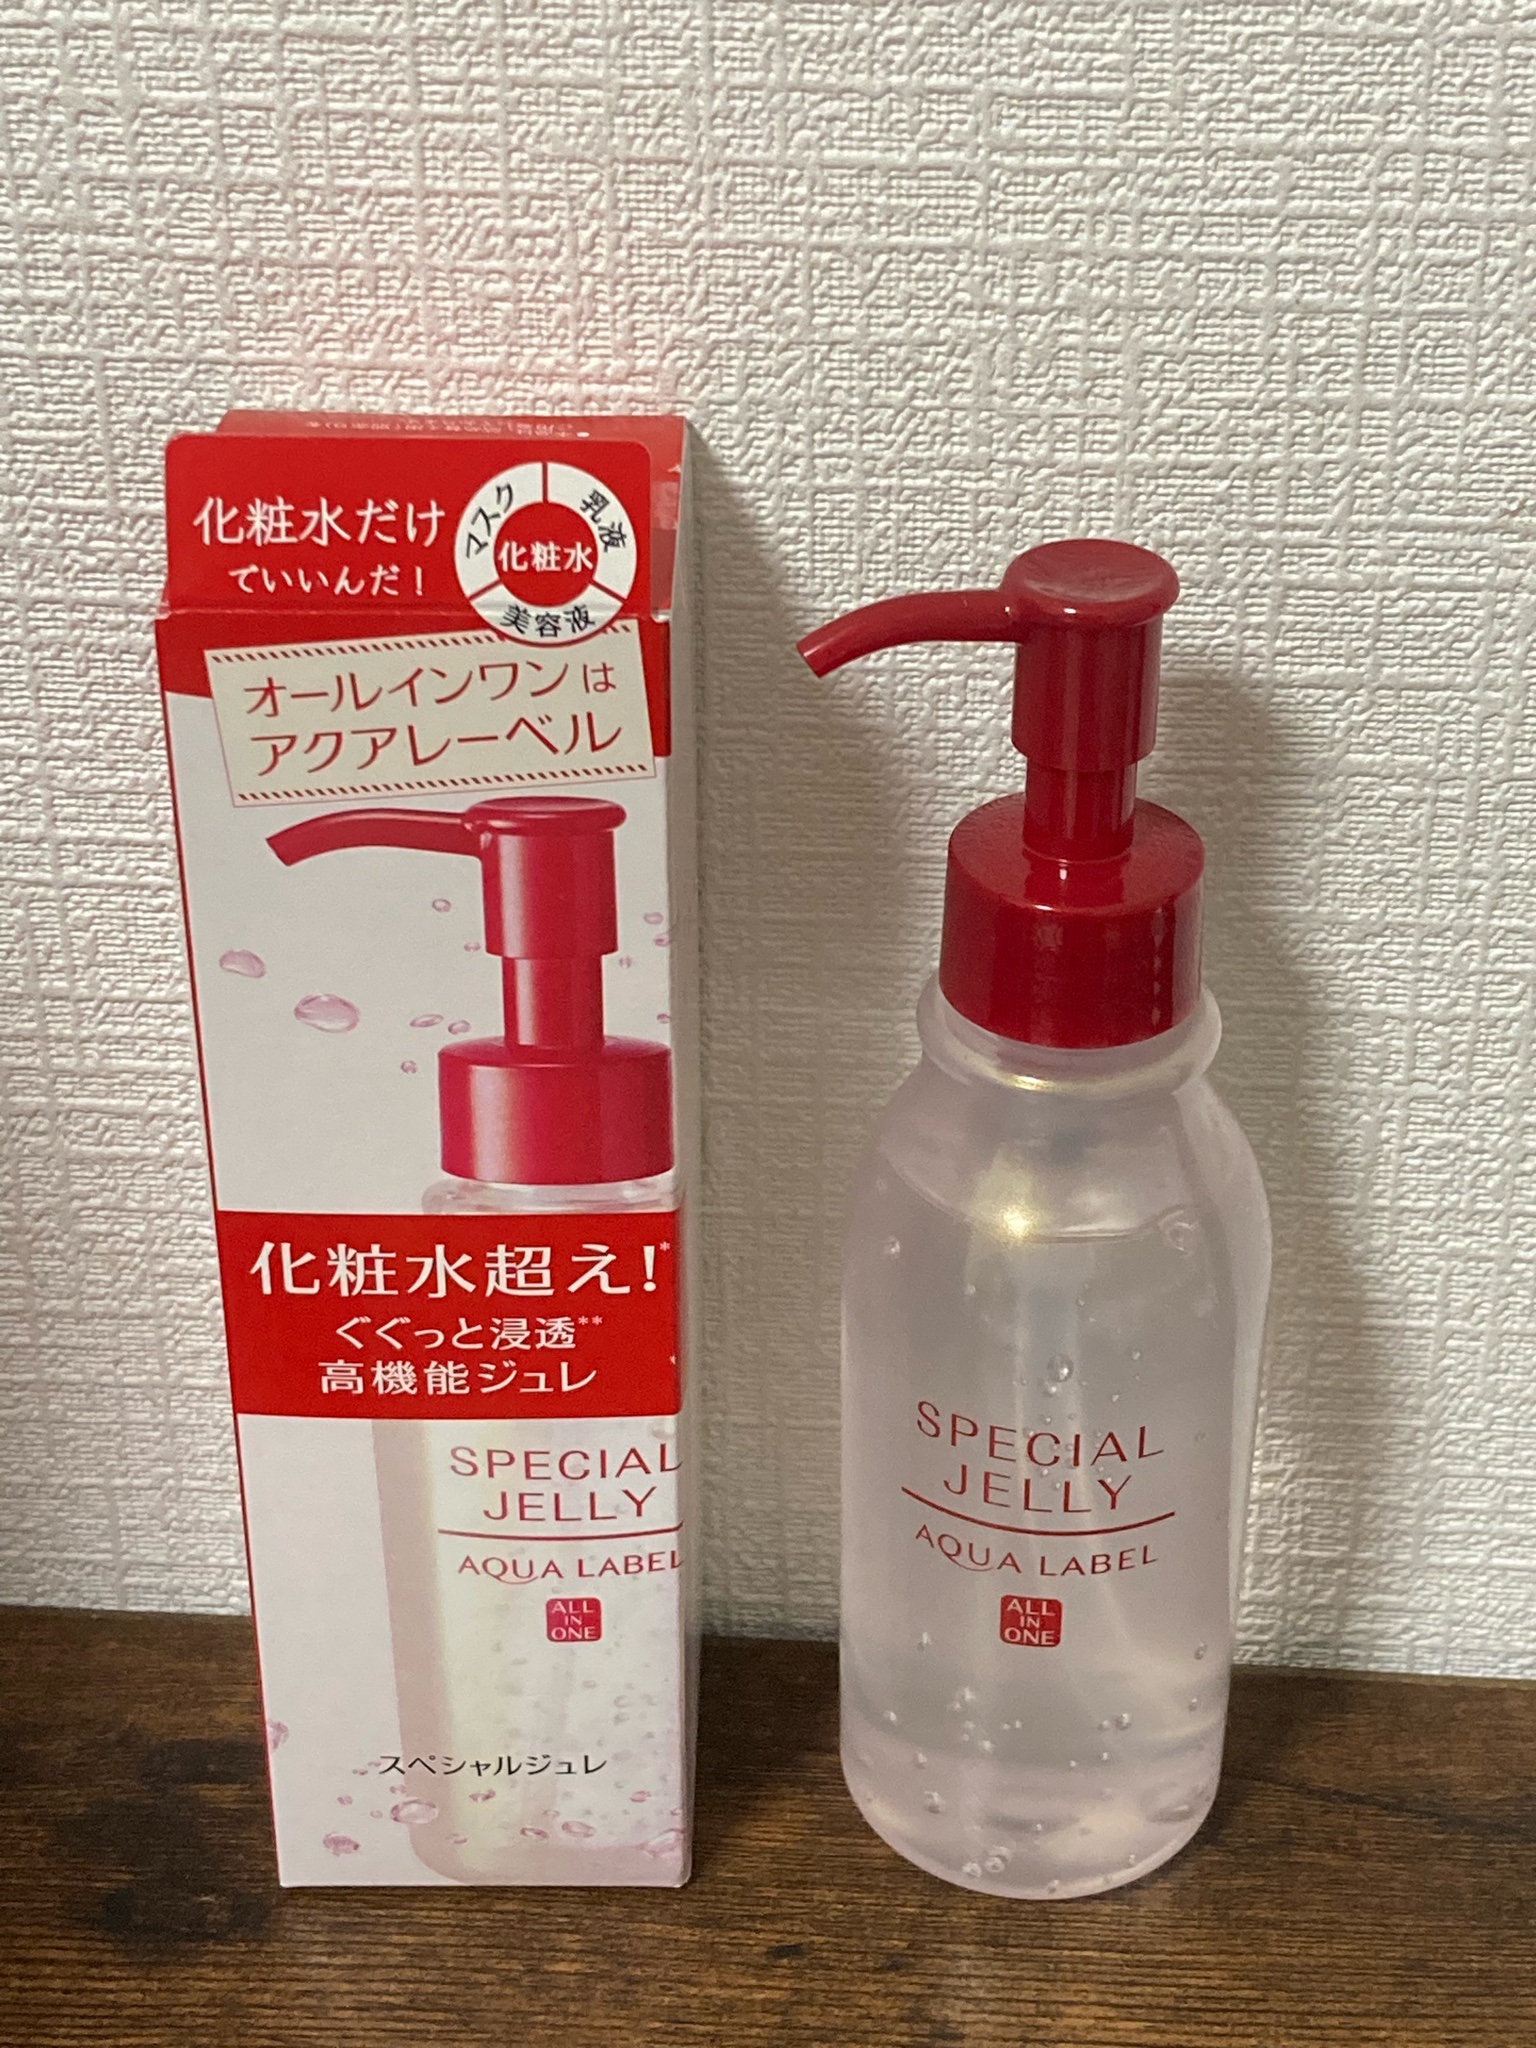 化粧水だけ
でいいんだ!
マスク
乳液
化粧水
美容液
オールインワンは
アクアレーベル
化粧水超え!*
ぐぐっと浸透**
高機能ジュレ
SPECIAL
JELLY
AQUA LABEL
ALL
IN
ONE
スペシャルジュレ
SPECIAL
JELLY
AQUA LABEL
ALL
IN
ONE